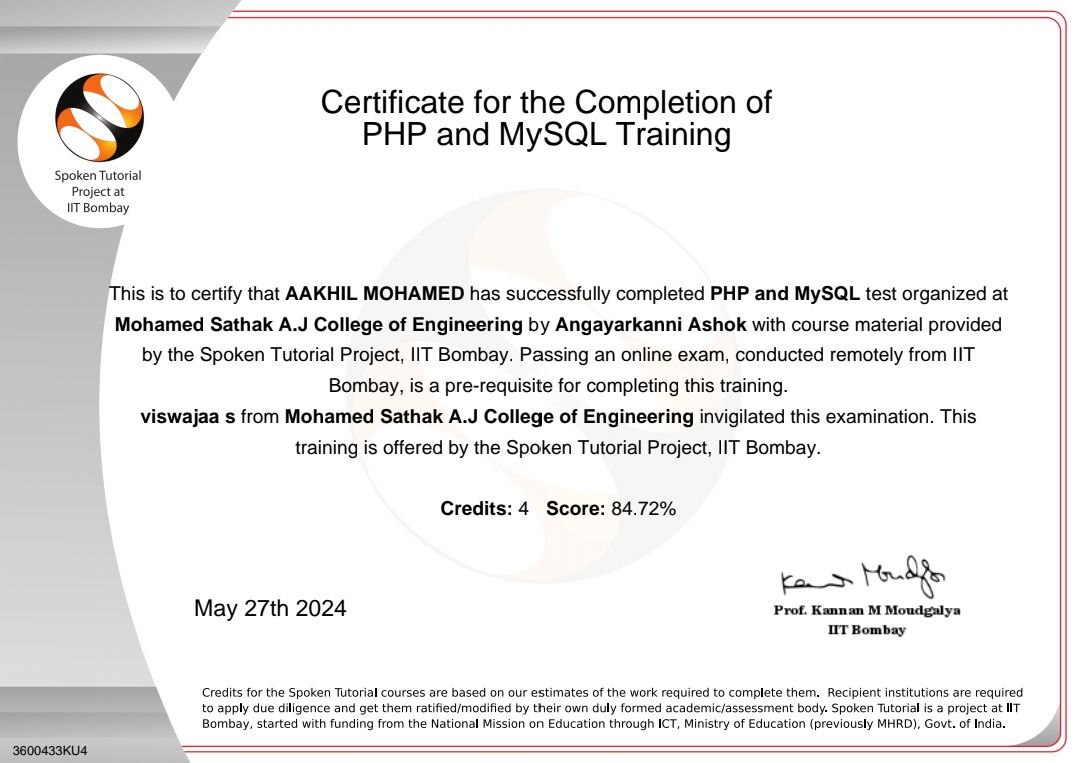 Spoken Tutorial
Project at
IIT Bombay
Certificate for the Completion of
PHP and MySQL Training
This is to certify that AAKHIL MOHAMED has successfully completed PHP and MySQL test organized at
Mohamed Sathak A.J College of Engineering by Angayarkanni Ashok with course material provided
by the Spoken Tutorial Project, IIT Bombay. Passing an online exam, conducted remotely from IIT
Bombay, is a pre-requisite for completing this training.
viswajaa s from Mohamed Sathak A.J College of Engineering invigilated this examination. This
training is offered by the Spoken Tutorial Project, IIT Bombay.
Credits: 4 Score: 84.72%
May 27th 2024
Prof. Kannan M Moudgalya
IIT Bombay
Credits for the Spoken Tutorial courses are based on our estimates of the work required to complete them. Recipient institutions are required
to apply due diligence and get them ratified/modified by their own duly formed academic/assessment body. Spoken Tutorial is a project at IIT
Bombay, started with funding from the National Mission on Education through ICT, Ministry of Education (previously MHRD), Govt. of India.
3600433KU4